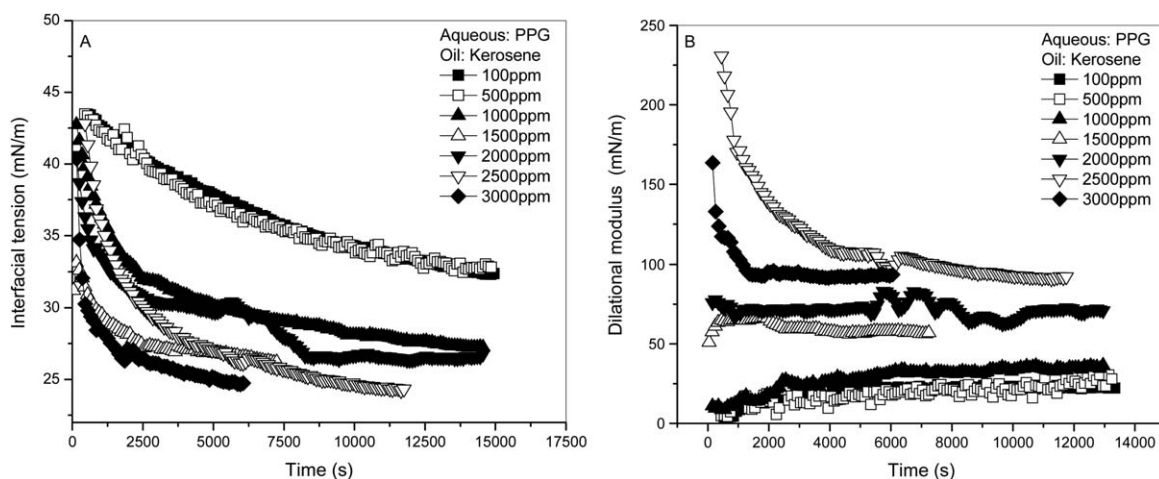 A
Aqueous: PPG
Oil: Kerosene
100ppm
500ppm
1000ppm
1500ppm
2000ppm
2500ppm
3000ppm
50
45
40
35
30
25
Interfacial tension (mN/m)
0 2500 5000 7500 10000 12500 15000 17500
Time (s)
B
Aqueous: PPG
Oil: Kerosene
100ppm
500ppm
1000ppm
1500ppm
2000ppm
2500ppm
3000ppm
250
200
150
100
50
0
Dilational modulus (mN/m)
0 2000 4000 6000 8000 10000 12000 14000
Time (s)